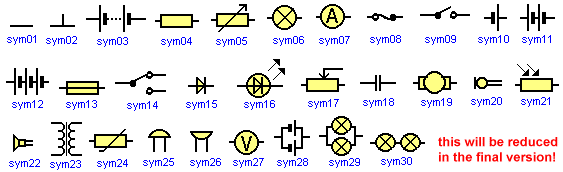 sym01 sym02 sym03 sym04 sym05 sym06 A sym07 sym08 sym09 sym10 sym11
sym12 sym13 sym14 sym15 sym16 sym17 sym18 sym19 sym20 sym21
sym22 sym23 sym24 sym25 sym26 V sym27 sym28 sym29 sym30
this will be reduced
in the final version!